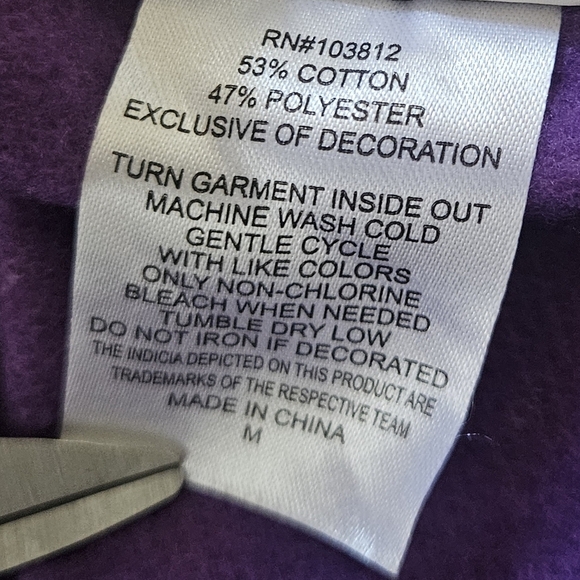 RN#103812
53% COTTON
47% POLYESTER
EXCLUSIVE OF DECORATION
TURN GARMENT INSIDE OUT
MACHINE WASH COLD
GENTLE CYCLE
WITH LIKE COLORS
ONLY NON-CHLORINE
BLEACH WHEN NEEDED
TUMBLE DRY LOW
DO NOT IRON IF DECORATED
THE INDICIA DEPICTED ON THIS PRODUCT ARE
TRADEMARKS OF THE RESPECTIVE TEAM
MADE IN CHINA
M